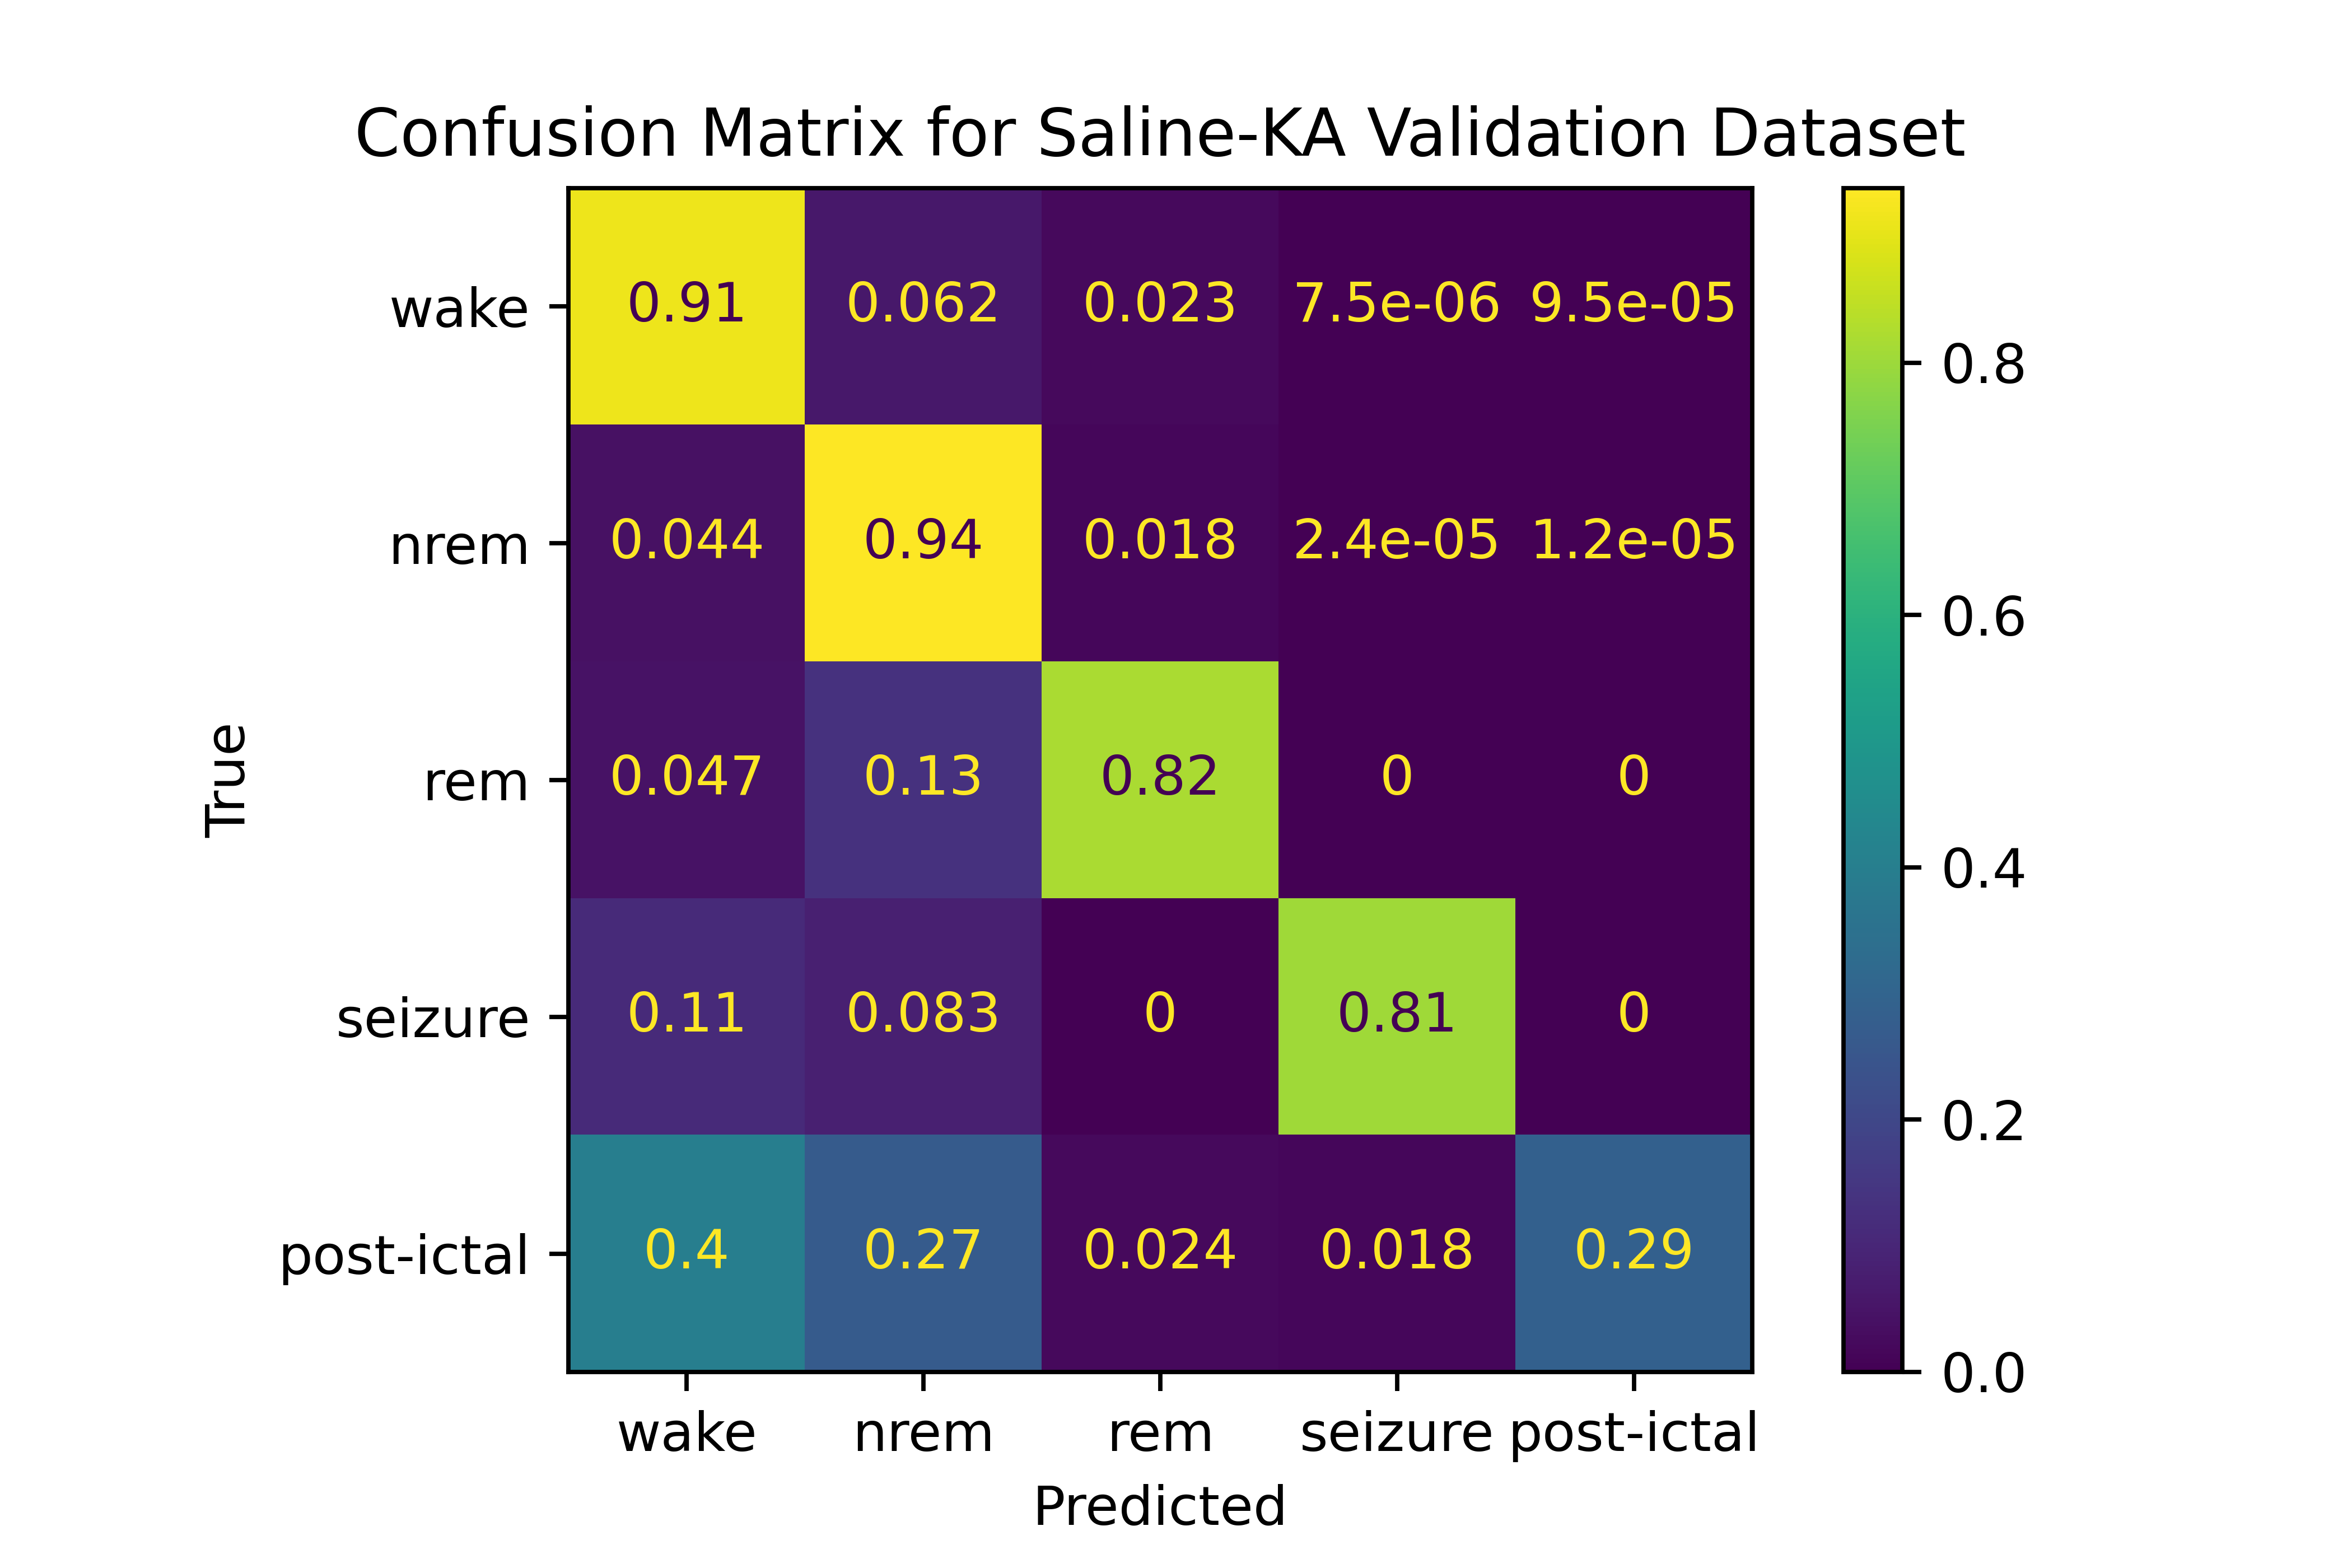 Confusion Matrix for Saline-KA Validation Dataset
wake 0.91 0.062 0.023 7.5e-06 9.5e-05
nrem 0.044 0.94 0.018 2.4e-05 1.2e-05
rem 0.047 0.13 0.82 0 0
seizure 0.11 0.083 0 0.81 0
post-ictal 0.4 0.27 0.024 0.018 0.29
wake nrem rem seizure post-ictal
Predicted
True
0.8
0.6
0.4
0.2
0.0